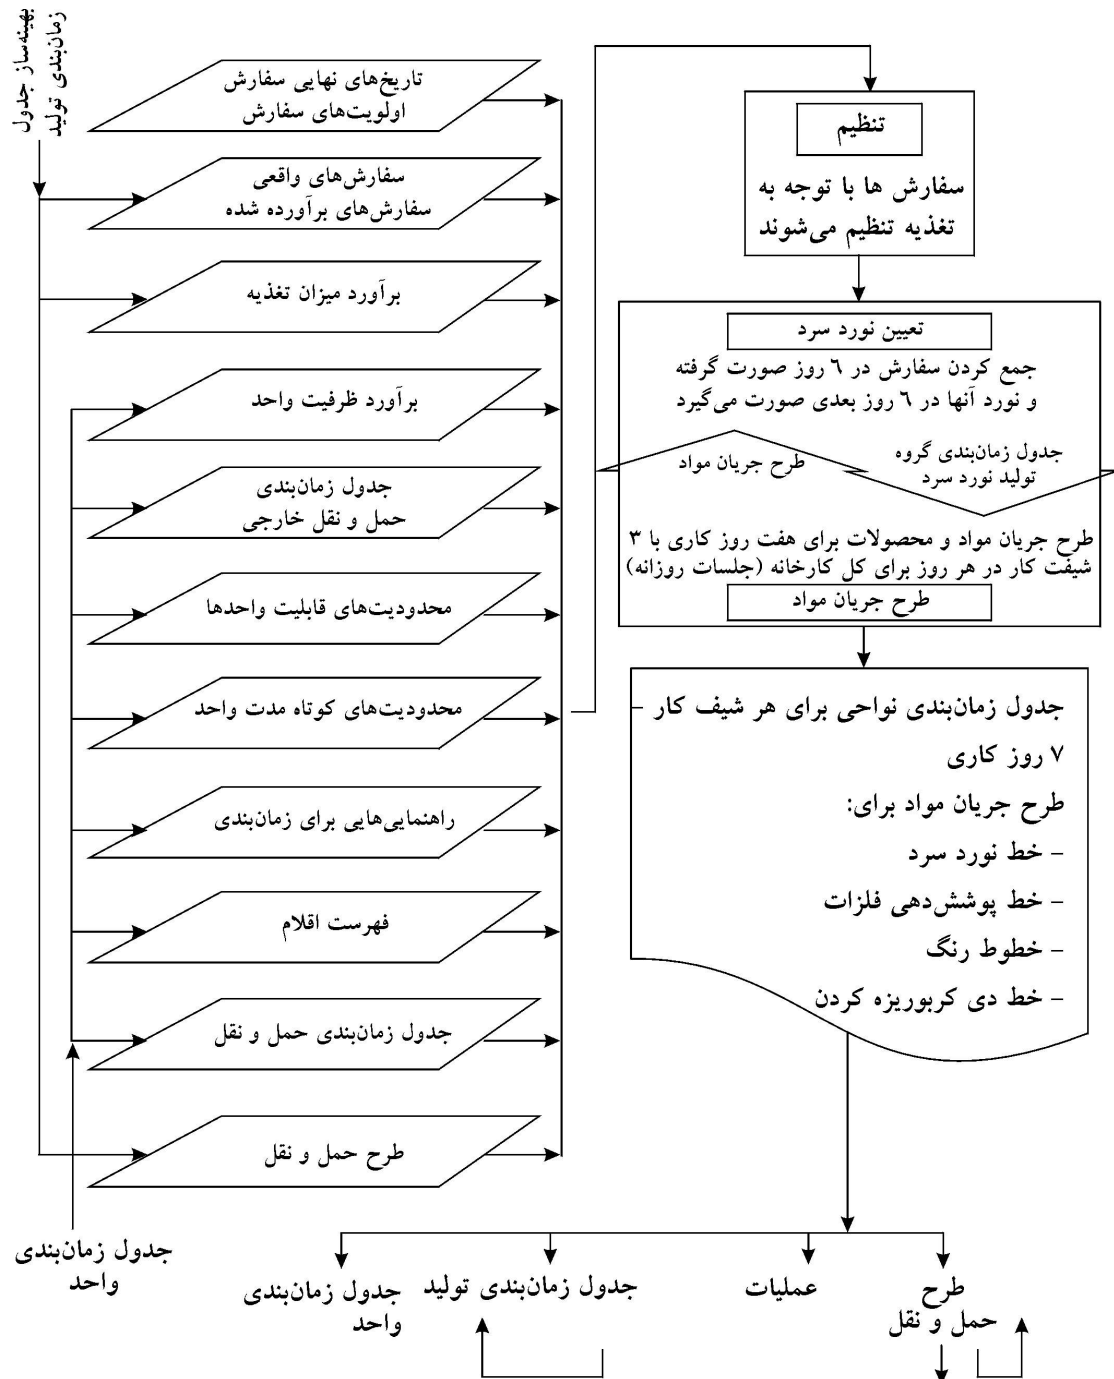 بهینه‌ساز جدول
زمان‌بندی تولید
تاریخ‌های نهایی سفارش
اولویت‌های سفارش
سفارش‌های واقعی
سفارش‌های برآورده شده
برآورد میزان تغذیه
برآورد ظرفیت واحد
جدول زمان‌بندی
حمل و نقل خارجی
محدودیت‌های قابلیت واحدها
محدودیت‌های کوتاه مدت واحد
راهنمایی‌هایی برای زمان‌بندی
فهرست اقلام
جدول زمان‌بندی حمل و نقل
طرح حمل و نقل
جدول زمان‌بندی
واحد
تنظیم
سفارش ها با توجه به
تغذیه تنظیم می‌شوند
تعیین نورد سرد
جمع کردن سفارش در ٦ روز صورت گرفته
و نورد آنها در ٦ روز بعدی صورت می‌گیرد
جدول زمان‌بندی گروه
تولید نورد سرد
طرح جریان مواد
طرح جریان مواد و محصولات برای هفت روز کاری با ۳
شیفت کار در هر روز برای کل کارخانه (جلسات روزانه)
طرح جریان مواد
جدول زمان‌بندی نواحی برای هر شیف کار –
۷ روز کاری
طرح جریان مواد برای:
– خط نورد سرد
– خط پوشش‌دهی فلزات
– خطوط رنگ
– خط دی کربوریزه کردن
طرح
حمل و نقل
عملیات
جدول زمان‌بندی تولید
جدول زمان‌بندی
واحد